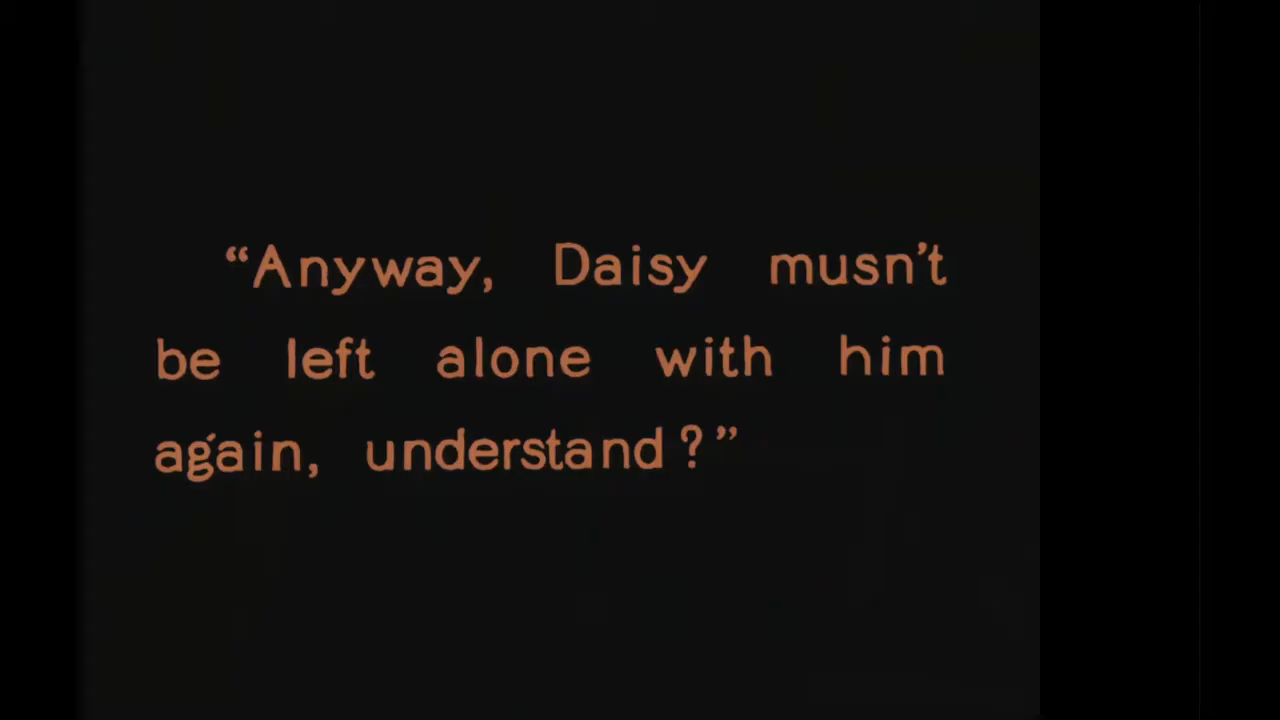 “Anyway, Daisy musn't
be left alone with him
again, understand?”